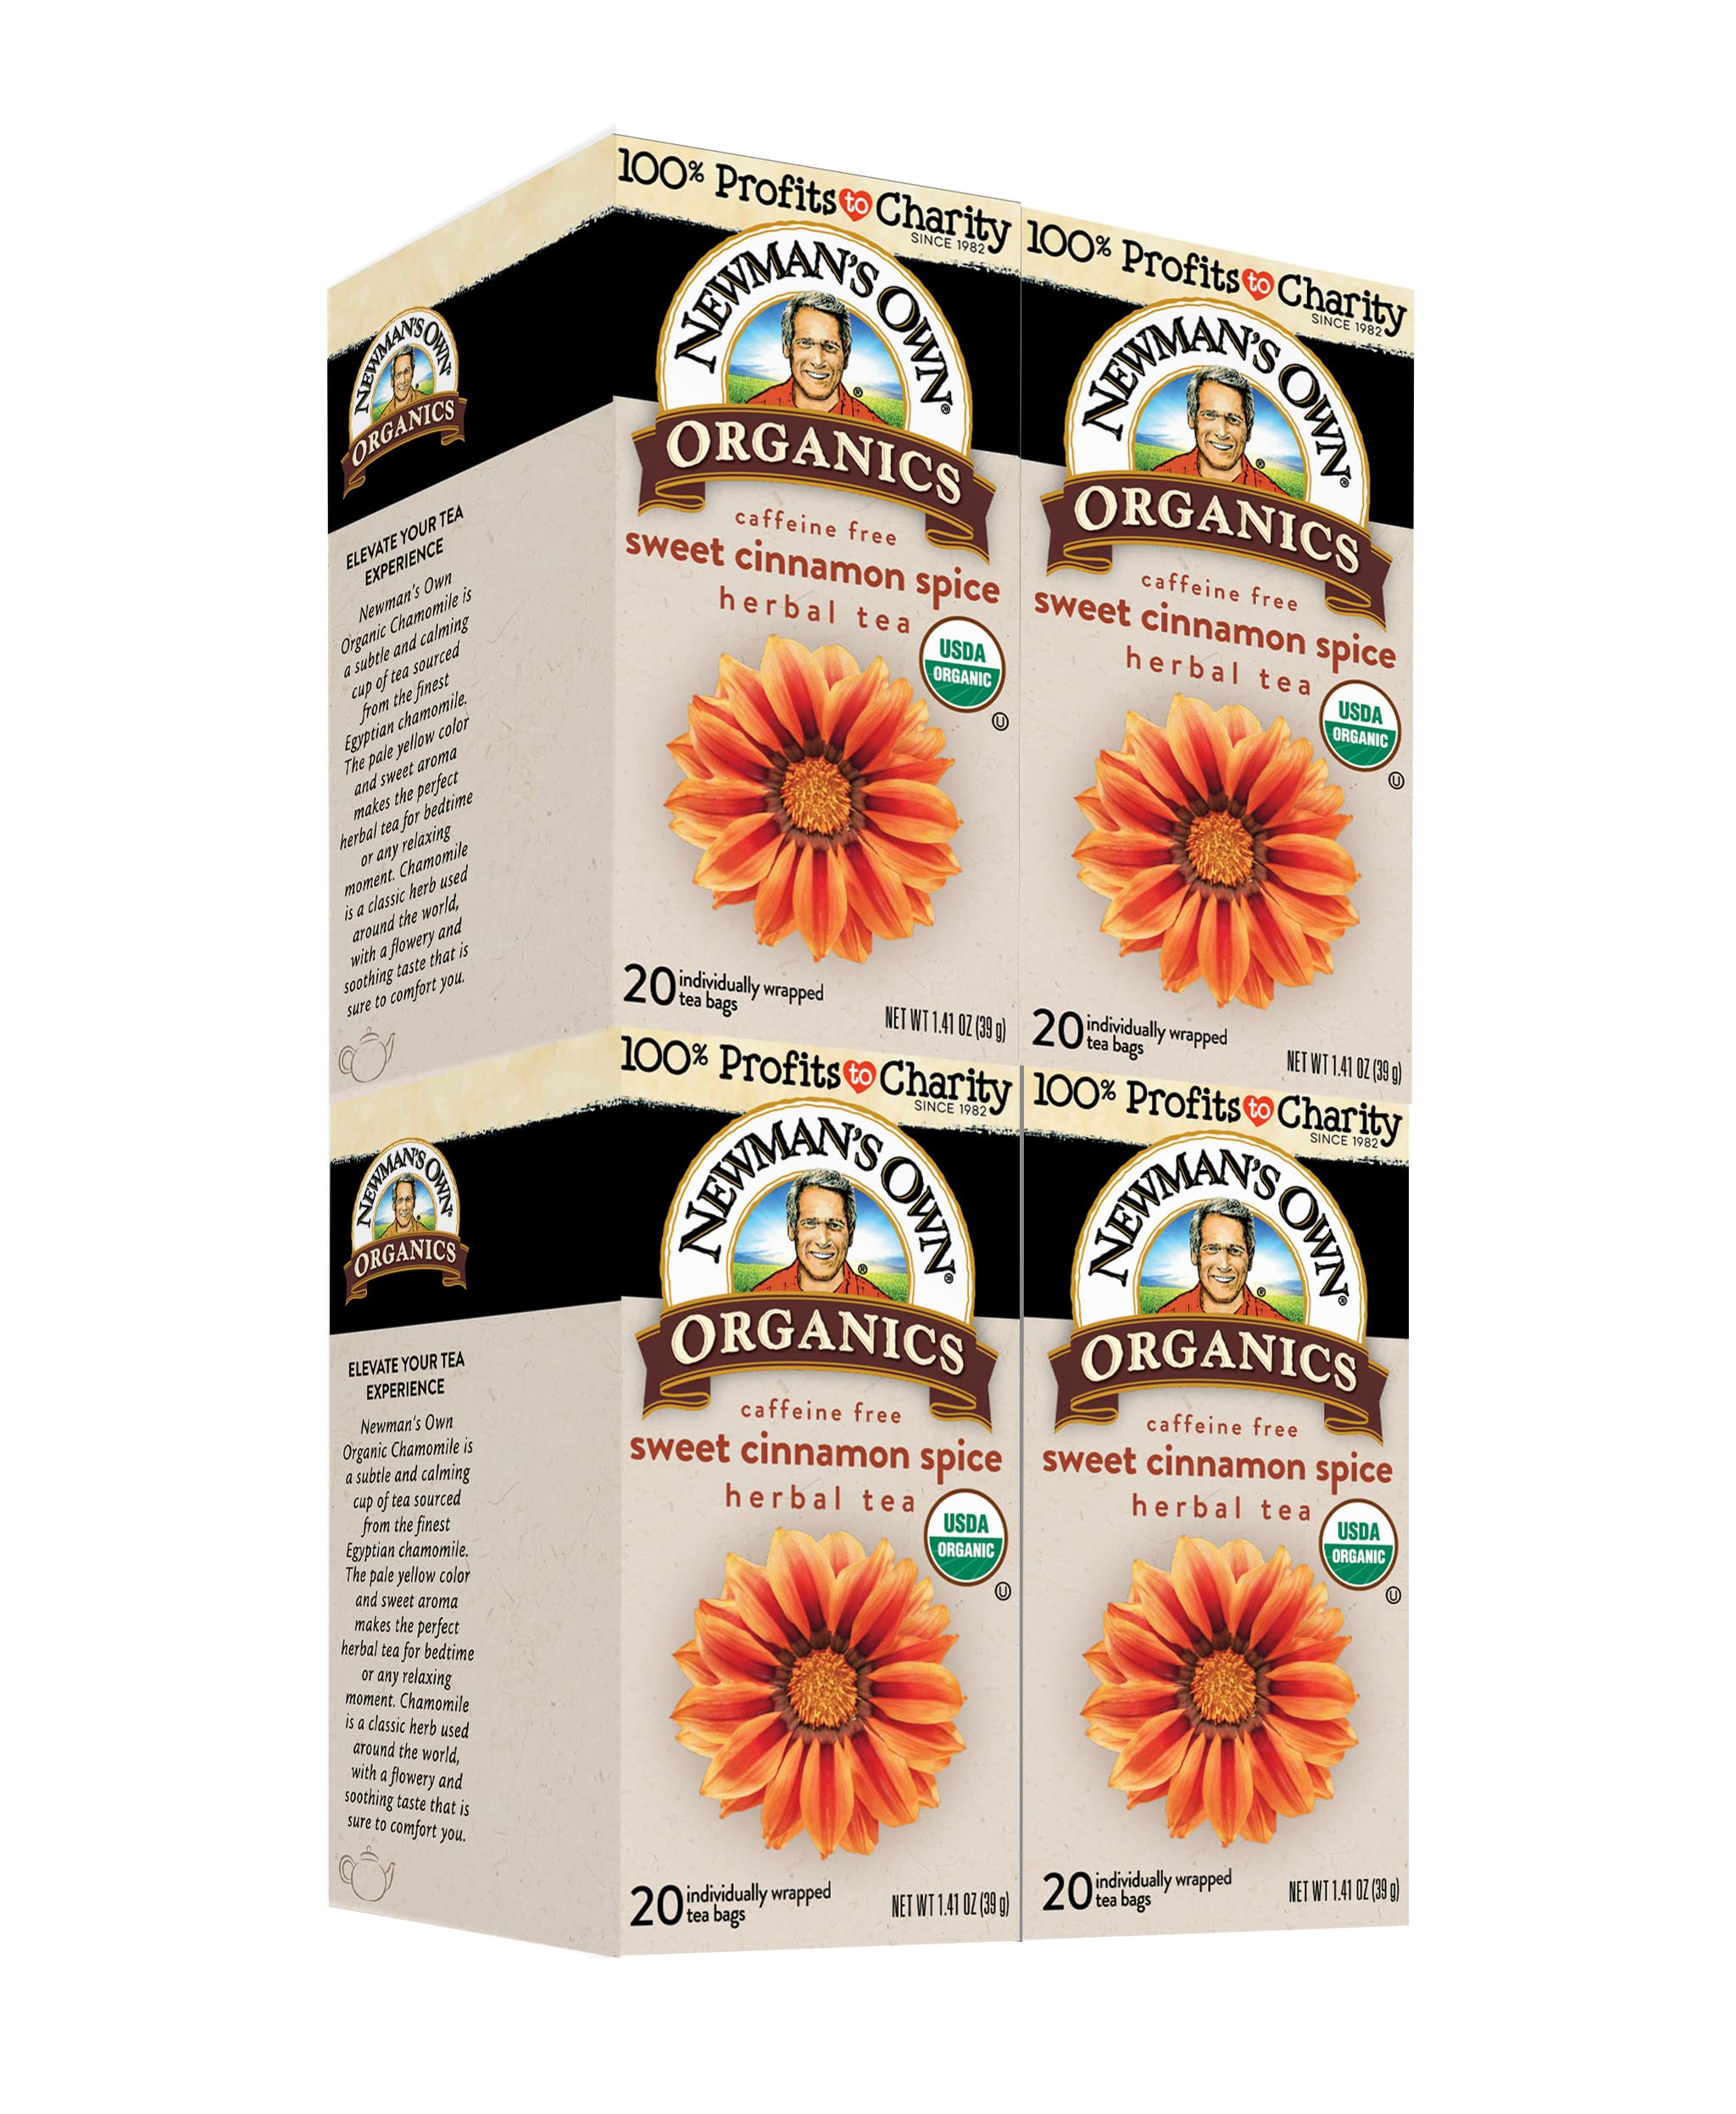 100% Profits to Charity
SINCE 1982
NEWMAN'S OWN®
ORGANICS
caffeine free
sweet cinnamon spice
herbal tea
USDA
ORGANIC
U
20 individually wrapped
tea bags
NET WT 1.41 OZ (39 g)
100% Profits to Charity
SINCE 1982
NEWMAN'S OWN®
ORGANICS
caffeine free
sweet cinnamon spice
herbal tea
USDA
ORGANIC
U
20 individually wrapped
tea bags
NET WT 1.41 OZ (39 g)
NEWMAN'S OWN®
ORGANICS
ELEVATE YOUR TEA
EXPERIENCE
Newman's Own
Organic Chamomile is
a subtle and calming
cup of tea sourced
from the finest
Egyptian chamomile.
The pale yellow color
and sweet aroma
makes the perfect
herbal tea for bedtime
or any relaxing
moment. Chamomile
is a classic herb used
around the world,
with a flowery and
soothing taste that is
sure to comfort you.
100% Profits to Charity
SINCE 1982
NEWMAN'S OWN®
ORGANICS
caffeine free
sweet cinnamon spice
herbal tea
USDA
ORGANIC
U
20 individually wrapped
tea bags
NET WT 1.41 OZ (39 g)
100% Profits to Charity
SINCE 1982
NEWMAN'S OWN®
ORGANICS
caffeine free
sweet cinnamon spice
herbal tea
USDA
ORGANIC
U
20 individually wrapped
tea bags
NET WT 1.41 OZ (39 g)
NEWMAN'S OWN®
ORGANICS
ELEVATE YOUR TEA
EXPERIENCE
Newman's Own
Organic Chamomile is
a subtle and calming
cup of tea sourced
from the finest
Egyptian chamomile.
The pale yellow color
and sweet aroma
makes the perfect
herbal tea for bedtime
or any relaxing
moment. Chamomile
is a classic herb used
around the world,
with a flowery and
soothing taste that is
sure to comfort you.